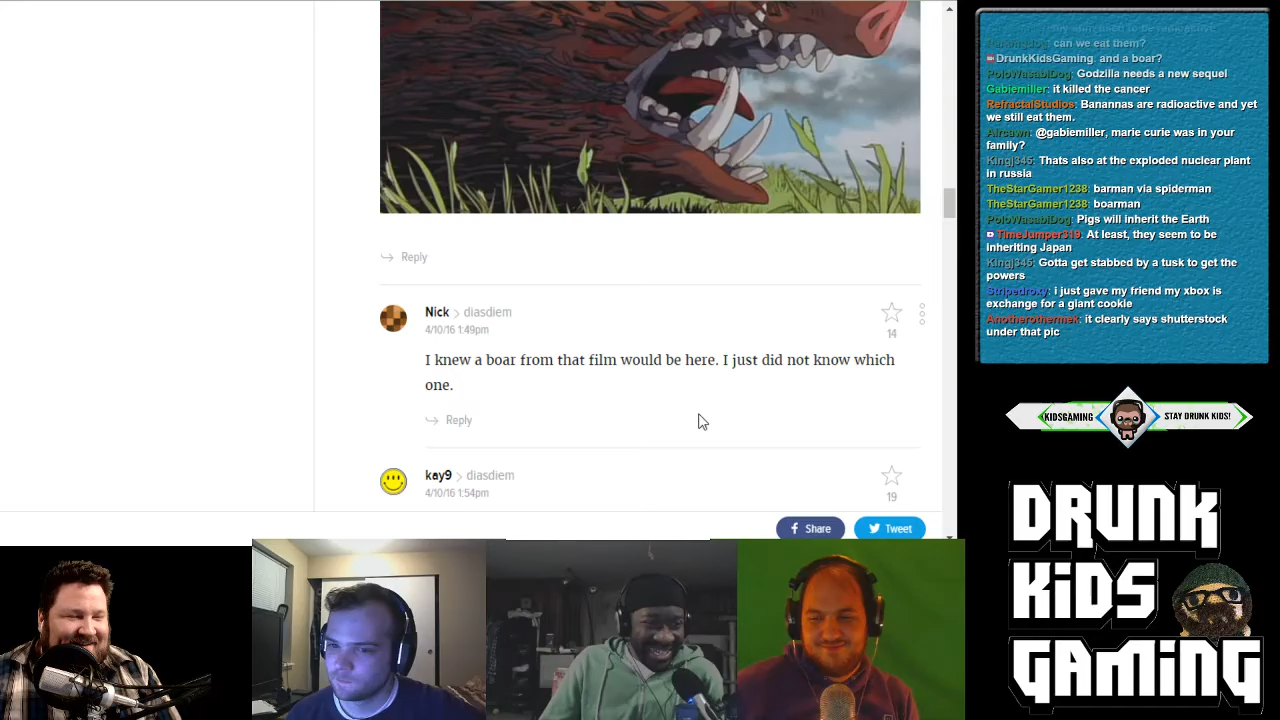 Reply
Nick > diasdiem
4/10/16 1:49pm
14
I knew a boar from that film would be here. I just did not know which
one.
Reply
kay9 > diasdiem
4/10/16 1:54pm
19
Share
Tweet
can we eat them?
DrunkKidsGaming: and a boar?
PoloWasabiDog: Godzilla needs a new sequel
Gabiemiller: it killed the cancer
RefractalStudios: Banannas are radioactive and yet
we still eat them.
Aircawn: @gabiemiller, marie curie was in your
family?
Kingj345: Thats also at the exploded nuclear plant
in russia
TheStarGamer1238: barman via spiderman
TheStarGamer1238: boarman
PoloWasabiDog: Pigs will inherit the Earth
TimeJumper319: At least, they seem to be
inheriting Japan
Kingj345: Gotta get stabbed by a tusk to get the
powers
Stripedroxy: i just gave my friend my xbox is
exchange for a giant cookie
Anotherothermek: it clearly says shutterstock
under that pic
KIDSGAMING
STAY DRUNK KIDS!
DRUNK
KIDS
GAMING